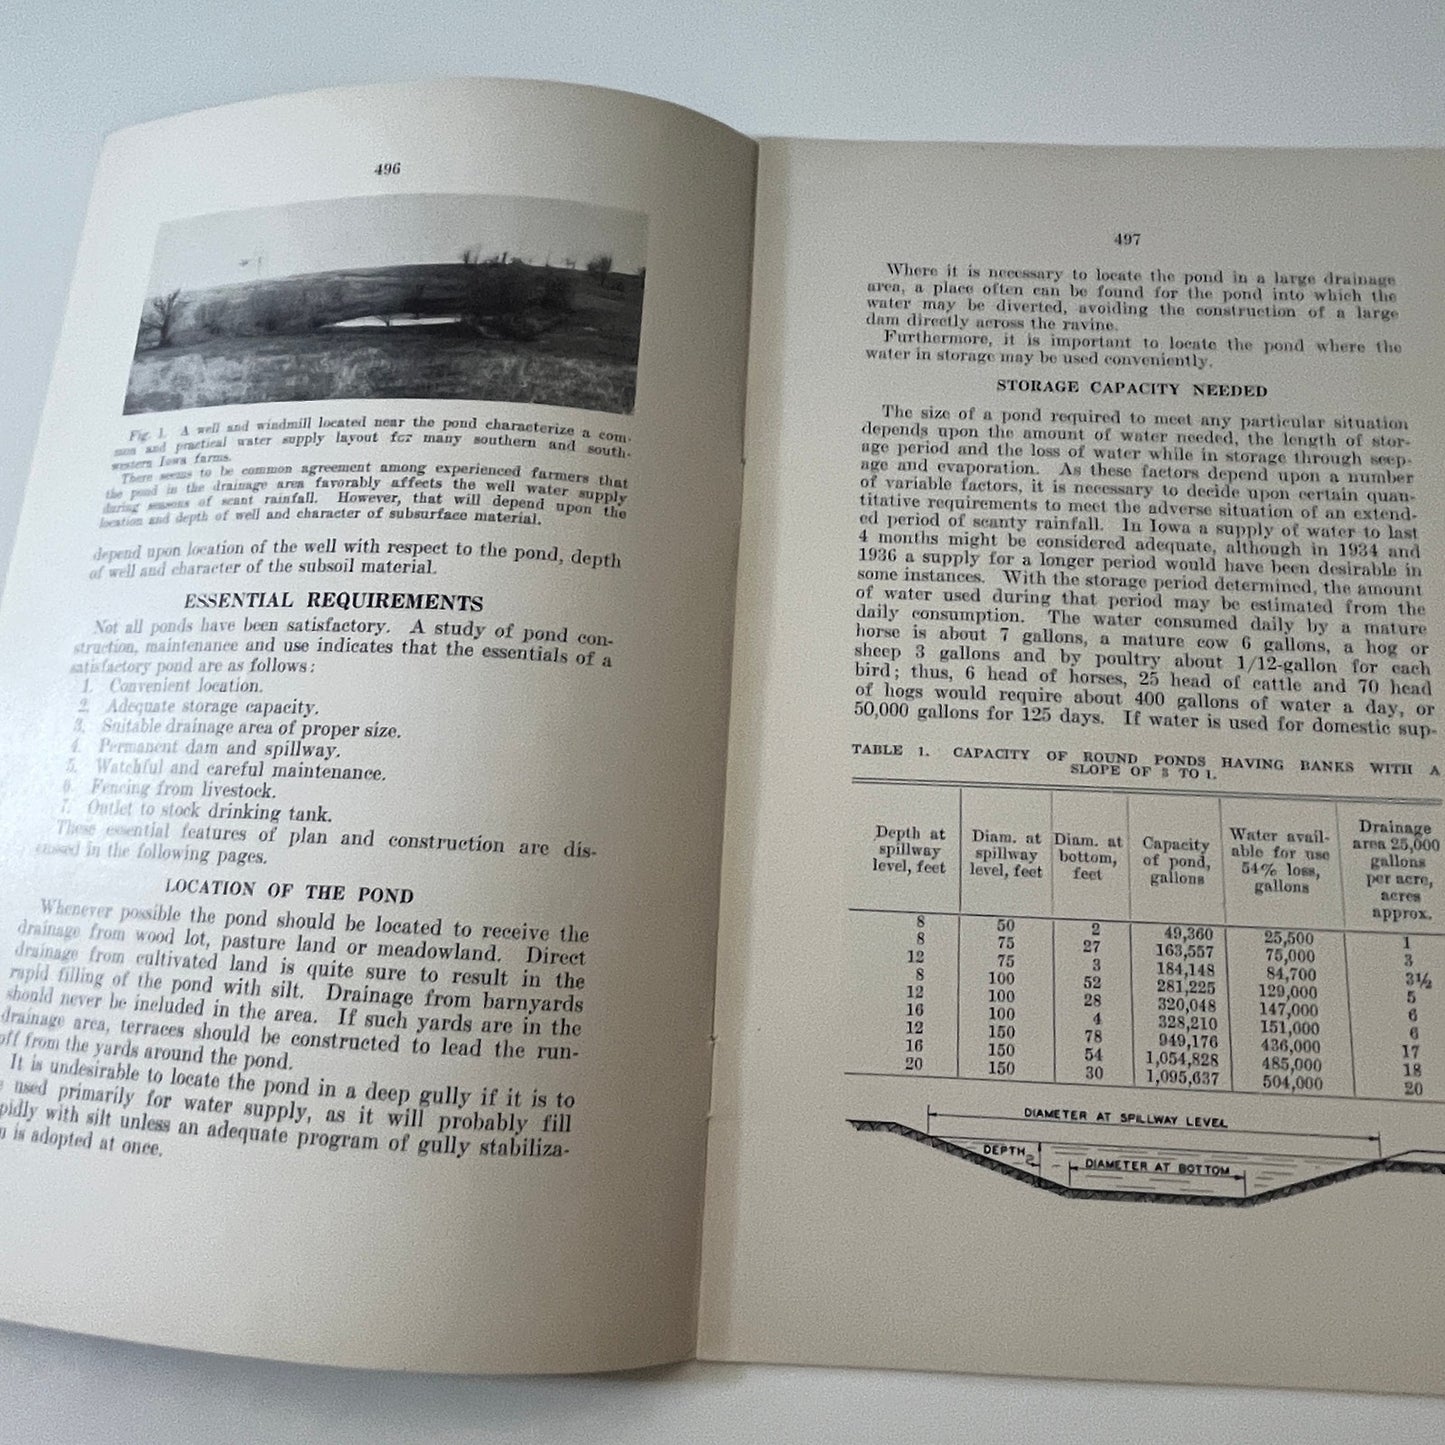 496
Fig. 1. A well and windmill located near the pond characterize a com-
mon and practical water supply layout for many southern and south-
western Iowa farms.
There seems to be common agreement among experienced farmers that
the pond in the drainage area favorably affects the well water supply
during seasons of scant rainfall. However, that will depend upon the
location and depth of well and character of subsurface material.
depend upon location of the well with respect to the pond, depth
of well and character of the subsoil material.
ESSENTIAL REQUIREMENTS
Not all ponds have been satisfactory. A study of pond con-
struction, maintenance and use indicates that the essentials of a
satisfactory pond are as follows:
1. Convenient location.
2. Adequate storage capacity.
3. Suitable drainage area of proper size.
4. Permanent dam and spillway.
5. Watchful and careful maintenance.
6. Fencing from livestock.
7. Outlet to stock drinking tank.
These essential features of plan and construction are dis-
cussed in the following pages.
LOCATION OF THE POND
Whenever possible the pond should be located to receive the
drainage from wood lot, pasture land or meadowland. Direct
drainage from cultivated land is quite sure to result in the
rapid filling of the pond with silt. Drainage from barnyards
should never be included in the area. If such yards are in the
drainage area, terraces should be constructed to lead the run-
off from the yards around the pond.
It is undesirable to locate the pond in a deep gully if it is to
used primarily for water supply, as it will probably fill
pidly with silt unless an adequate program of gully stabiliza-
n is adopted at once.
497
Where it is necessary to locate the pond in a large drainage
area, a place often can be found for the pond into which the
water may be diverted, avoiding the construction of a large
dam directly across the ravine.
Furthermore, it is important to locate the pond where the
water in storage may be used conveniently.
STORAGE CAPACITY NEEDED
The size of a pond required to meet any particular situation
depends upon the amount of water needed, the length of stor-
age period and the loss of water while in storage through seep-
age and evaporation. As these factors depend upon a number
of variable factors, it is necessary to decide upon certain quan-
titative requirements to meet the adverse situation of an extend-
ed period of scanty rainfall. In Iowa a supply of water to last
4 months might be considered adequate, although in 1934 and
1936 a supply for a longer period would have been desirable in
some instances. With the storage period determined, the amount
of water used during that period may be estimated from the
daily consumption. The water consumed daily by a mature
horse is about 7 gallons, a mature cow 6 gallons, a hog or
sheep 3 gallons and by poultry about 1/12-gallon for each
bird; thus, 6 head of horses, 25 head of cattle and 70 head
of hogs would require about 400 gallons of water a day, or
50,000 gallons for 125 days. If water is used for domestic sup-
TABLE 1. CAPACITY OF ROUND PONDS HAVING BANKS WITH A
SLOPE OF 3 TO 1.
Depth at spillway level, feet | Diam. at spillway level, feet | Diam. at bottom, feet | Capacity of pond, gallons | Water avail-able for use 54% loss, gallons | Drainage area 25,000 gallons per acre, acres approx.
8 50 2 49,360 25,500 1
8 75 27 163,557 75,000 3
12 75 3 184,148 84,700 3½
8 100 52 281,225 129,000 5
12 100 28 320,048 147,000 6
16 100 4 328,210 151,000 6
12 150 78 949,176 436,000 17
16 150 54 1,054,828 485,000 18
20 150 30 1,095,637 504,000 20
DIAMETER AT SPILLWAY LEVEL
DEPTH
DIAMETER AT BOTTOM